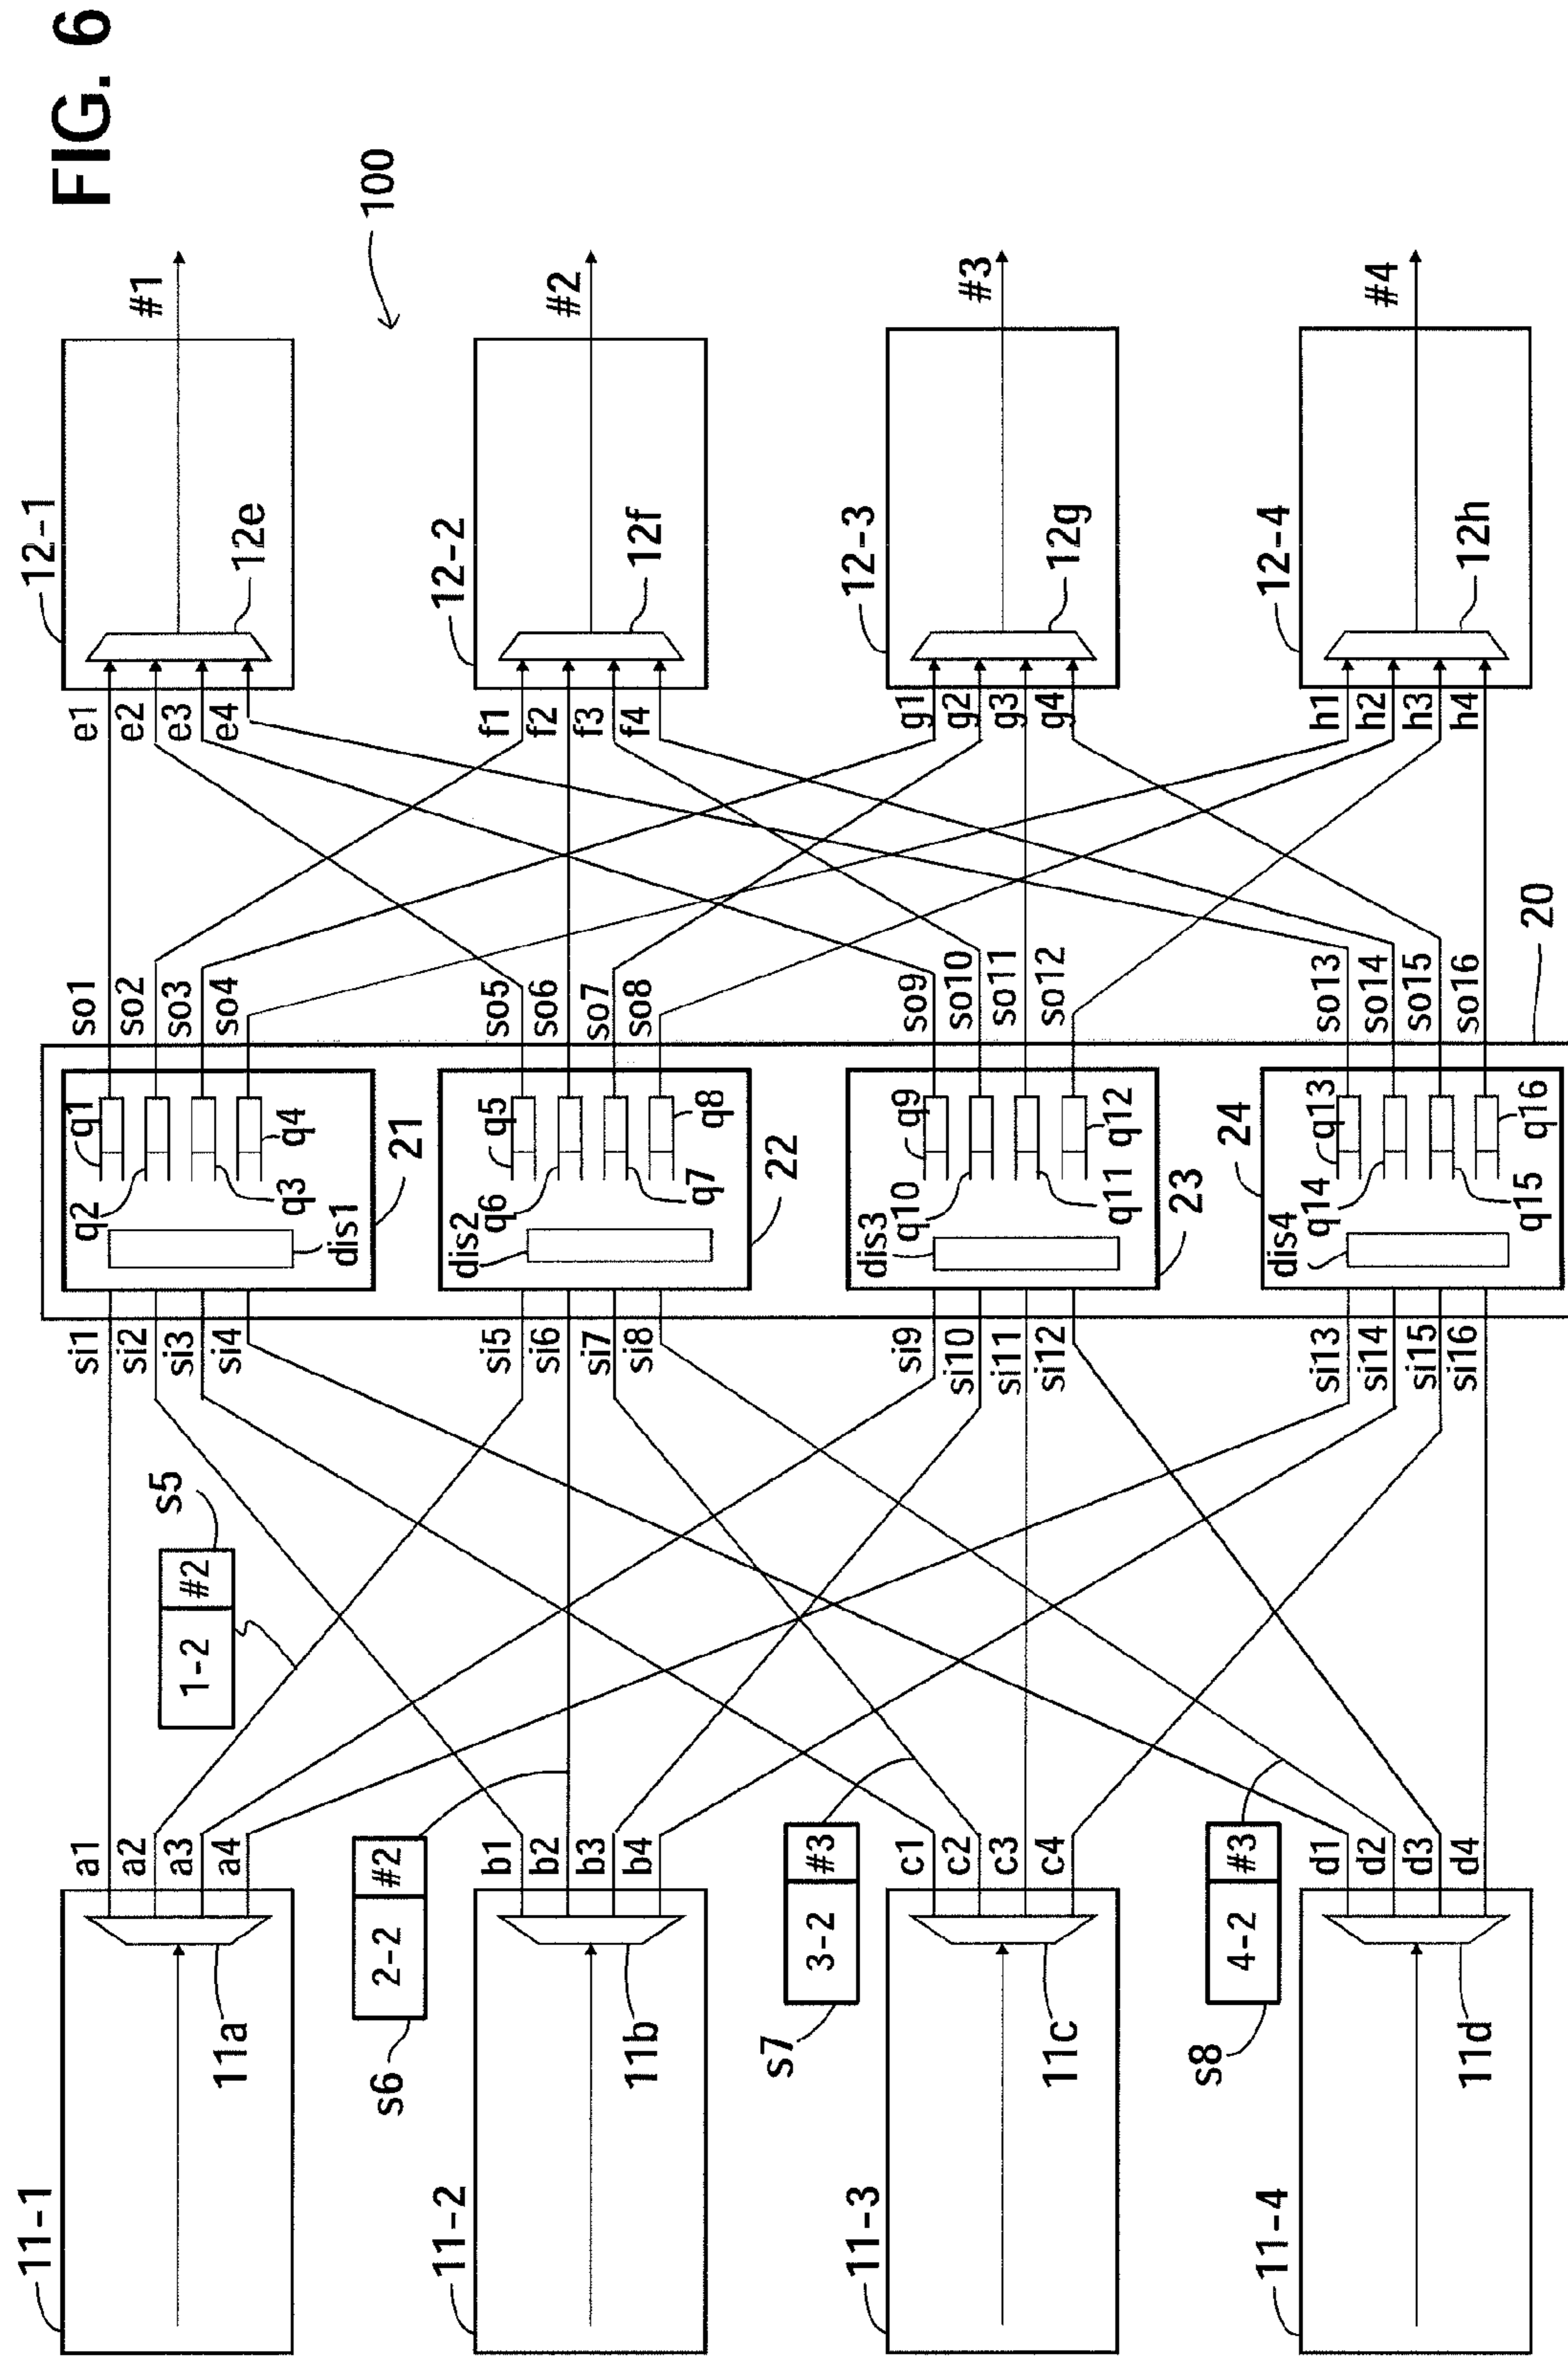 FIG. 6
100
11-1
11a
a1
a2
a3
a4
11-2
11b
b1
b2
b3
b4
11-3
11c
c1
c2
c3
c4
11-4
11d
d1
d2
d3
d4
1-2 #2
s5
2-2 #2
s6
3-2 #3
s7
4-2 #3
s8
si1
si2
si3
si4
si5
si6
si7
si8
si9
si10
si11
si12
si13
si14
si15
si16
dis1
q1
q2
q3
q4
21
dis2
q5
q6
q7
q8
22
dis3
q9
q10
q11
q12
23
dis4
q13
q14
q15
q16
24
20
so1
so2
so3
so4
so5
so6
so7
so8
so9
so10
so11
so12
so13
so14
so15
so16
e1
e2
e3
e4
12-1
12e
#1
f1
f2
f3
f4
12-2
12f
#2
g1
g2
g3
g4
12-3
12g
#3
h1
h2
h3
h4
12-4
12h
#4